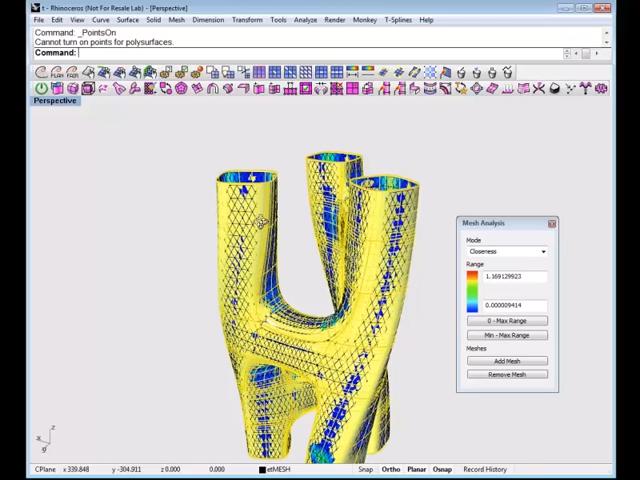 t - Rhinoceros (Not For Resale Lab) - [Perspective]
File Edit View Curve Surface Solid Mesh Dimension Transform Tools Analyze Render Monkey T-Splines Help
Command: _PointsOn
Cannot turn on points for polysurfaces.
Command:
Perspective
Mesh Analysis
Mode
Closeness
Range
1.169129923
0.000009414
0 - Max Range
Min - Max Range
Meshes
Add Mesh
Remove Mesh
z
x
CPlane x 339.848 y -304.911 z 0.000 0.000 etMESH Snap Ortho Planar Osnap Record History